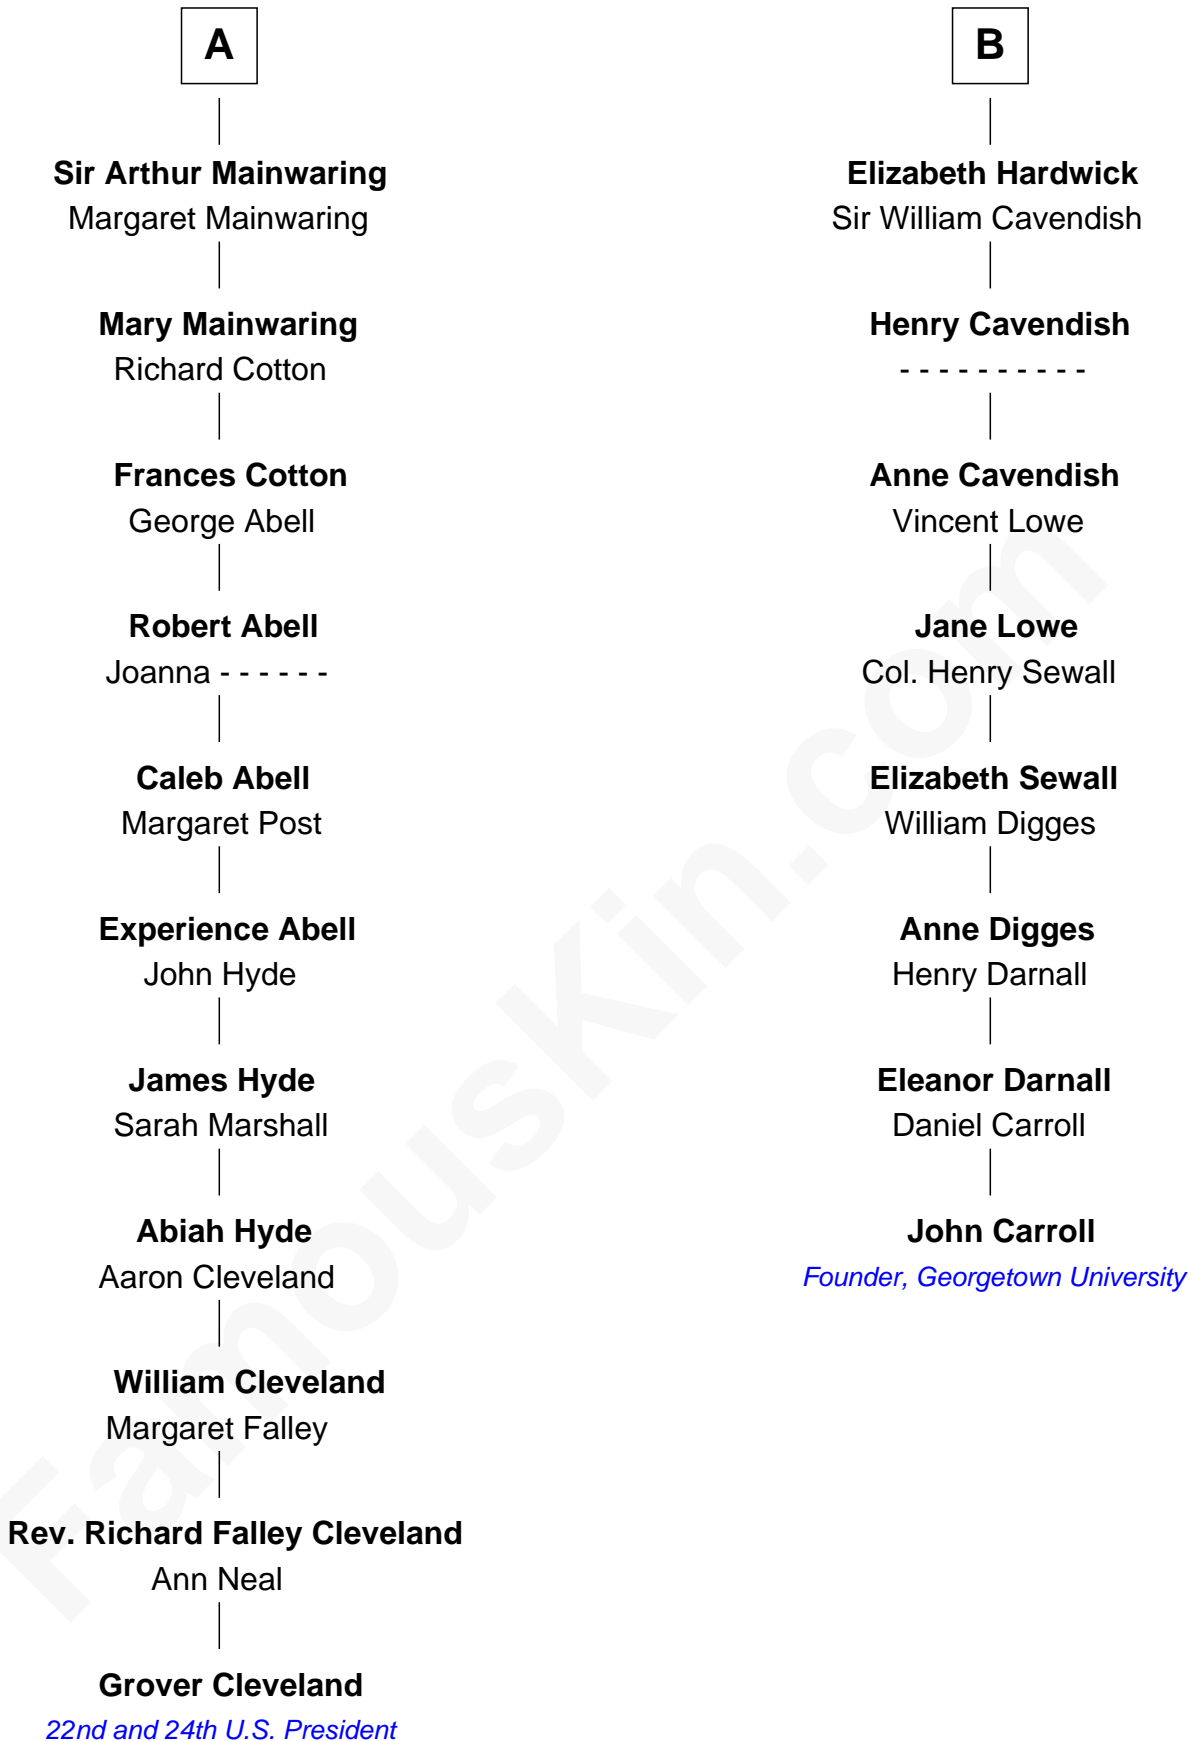 A
Sir Arthur Mainwaring
Margaret Mainwaring
Mary Mainwaring
Richard Cotton
Frances Cotton
George Abell
Robert Abell
Joanna - - - - - -
Caleb Abell
Margaret Post
Experience Abell
John Hyde
James Hyde
Sarah Marshall
Abiah Hyde
Aaron Cleveland
William Cleveland
Margaret Falley
Rev. Richard Falley Cleveland
Ann Neal
Grover Cleveland
22nd and 24th U.S. President
B
Elizabeth Hardwick
Sir William Cavendish
Henry Cavendish
- - - - - - - - - -
Anne Cavendish
Vincent Lowe
Jane Lowe
Col. Henry Sewall
Elizabeth Sewall
William Digges
Anne Digges
Henry Darnall
Eleanor Darnall
Daniel Carroll
John Carroll
Founder, Georgetown University
FamousKin.com